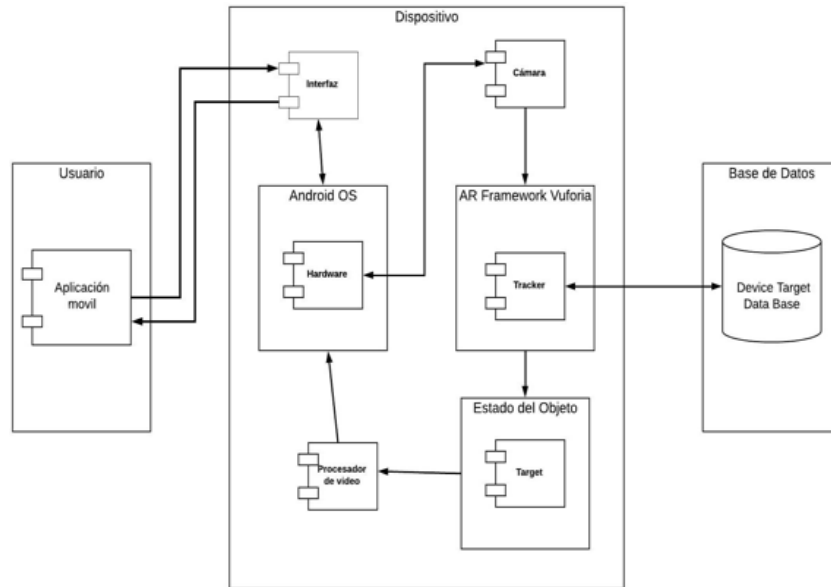 Dispositivo
Interfaz
Cámara
Usuario
Android OS
AR Framework Vuforia
Base de Datos
Aplicación
movil
Hardware
Tracker
Device Target
Data Base
Estado del Objeto
Procesador
de video
Target